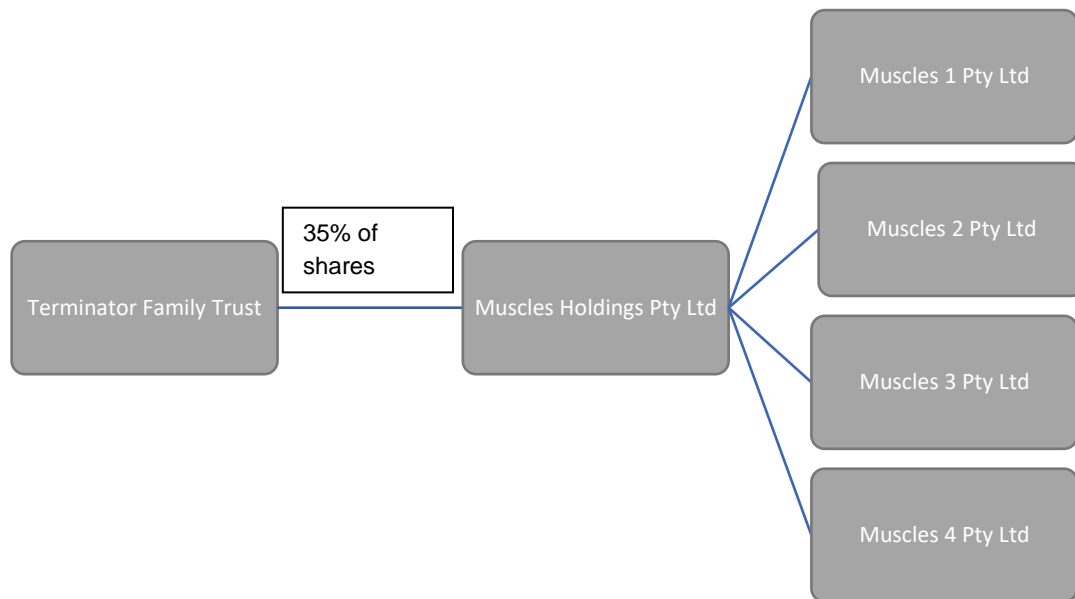 Terminator Family Trust
35% of
shares
Muscles Holdings Pty Ltd
Muscles 1 Pty Ltd
Muscles 2 Pty Ltd
Muscles 3 Pty Ltd
Muscles 4 Pty Ltd